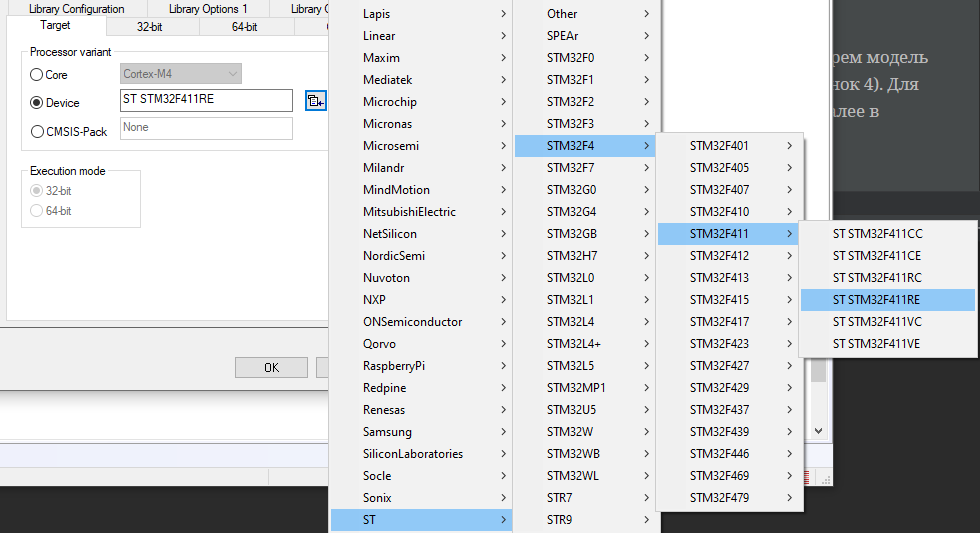 Library Configuration
Library Options 1
Library
Target
32-bit
64-bit
Processor variant
Core
Cortex-M4
Device
ST STM32F411RE
CMSIS-Pack
None
Execution mode
32-bit
64-bit
OK
Lapis
Linear
Maxim
Mediatek
Microchip
Micronas
Microsemi
Milandr
MindMotion
MitsubishiElectric
NetSilicon
NordicSemi
Nuvoton
NXP
ONSemiconductor
Qorvo
RaspberryPi
Redpine
Renesas
Samsung
SiliconLaboratories
Socle
Sonix
ST
Other
SPEAr
STM32F0
STM32F1
STM32F2
STM32F3
STM32F4
STM32F7
STM32G0
STM32G4
STM32GB
STM32H7
STM32L0
STM32L1
STM32L4
STM32L4+
STM32L5
STM32MP1
STM32U5
STM32W
STM32WB
STM32WL
STR7
STR9
STM32F401
STM32F405
STM32F407
STM32F410
STM32F411
STM32F412
STM32F413
STM32F415
STM32F417
STM32F423
STM32F427
STM32F429
STM32F437
STM32F439
STM32F446
STM32F469
STM32F479
ST STM32F411CC
ST STM32F411CE
ST STM32F411RC
ST STM32F411RE
ST STM32F411VC
ST STM32F411VE
рем модель
нок 4). Для
алее в